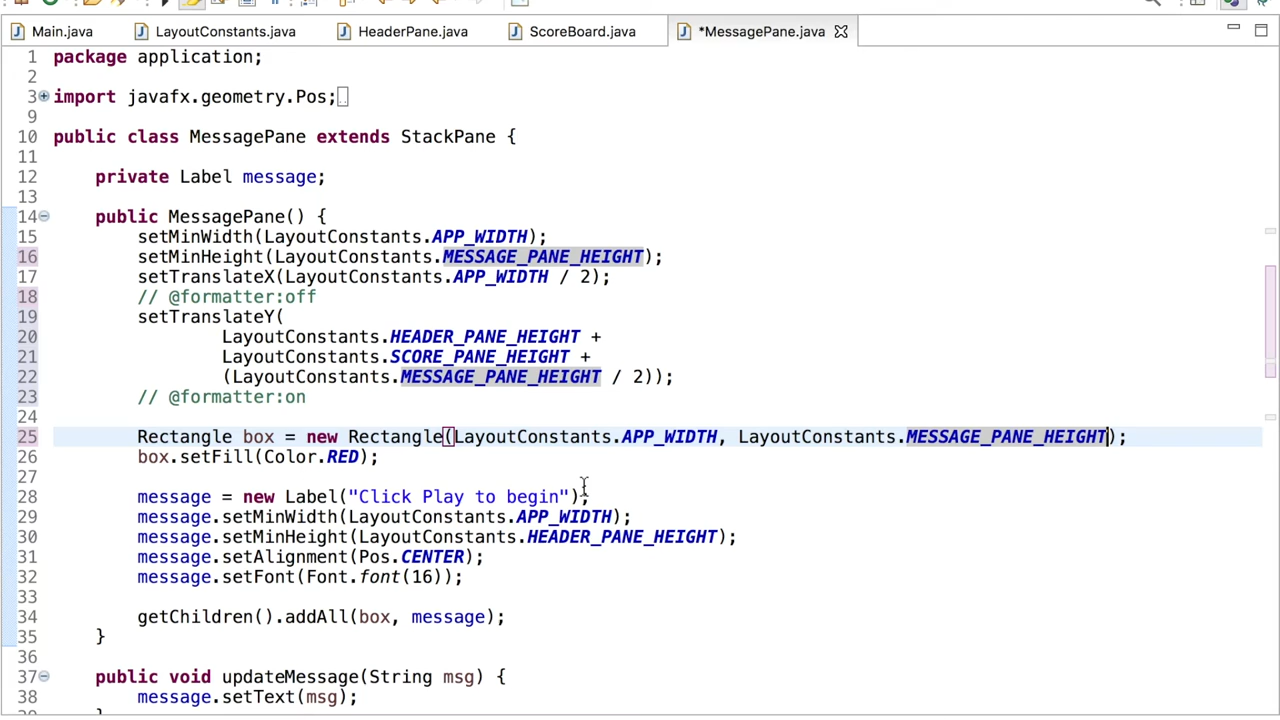 Main.java LayoutConstants.java HeaderPane.java ScoreBoard.java *MessagePane.java
1 package application;
2
3 import javafx.geometry.Pos;
9
10 public class MessagePane extends StackPane {
11
12 private Label message;
13
14 public MessagePane() {
15 setMinWidth(LayoutConstants.APP_WIDTH);
16 setMinHeight(LayoutConstants.MESSAGE_PANE_HEIGHT);
17 setTranslateX(LayoutConstants.APP_WIDTH / 2);
18 // @formatter:off
19 setTranslateY(
20 LayoutConstants.HEADER_PANE_HEIGHT +
21 LayoutConstants.SCORE_PANE_HEIGHT +
22 (LayoutConstants.MESSAGE_PANE_HEIGHT / 2));
23 // @formatter:on
24
25 Rectangle box = new Rectangle(LayoutConstants.APP_WIDTH, LayoutConstants.MESSAGE_PANE_HEIGHT);
26 box.setFill(Color.RED);
27
28 message = new Label("Click Play to begin");
29 message.setMinWidth(LayoutConstants.APP_WIDTH);
30 message.setMinHeight(LayoutConstants.HEADER_PANE_HEIGHT);
31 message.setAlignment(Pos.CENTER);
32 message.setFont(Font.font(16));
33
34 getChildren().addAll(box, message);
35 }
36
37 public void updateMessage(String msg) {
38 message.setText(msg);